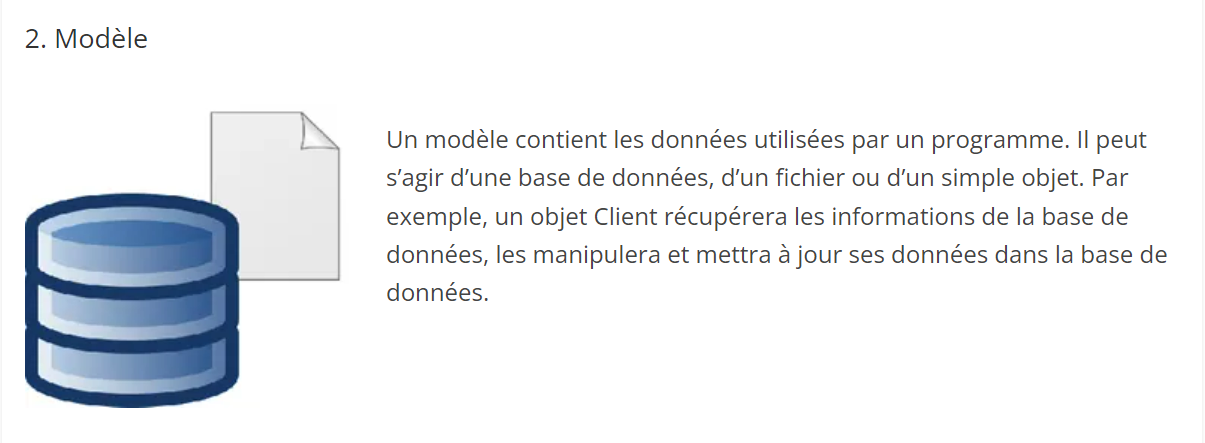 2. Modèle
Un modèle contient les données utilisées par un programme. Il peut
s’agir d’une base de données, d’un fichier ou d’un simple objet. Par
exemple, un objet Client récupérera les informations de la base de
données, les manipulera et mettra à jour ses données dans la base de
données.